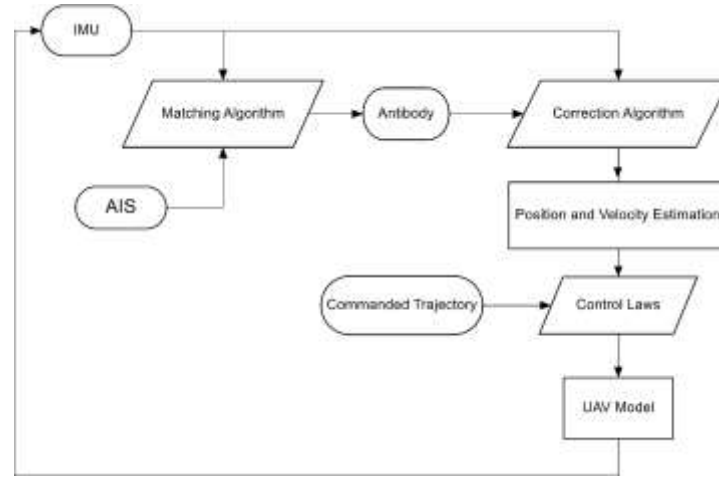 IMU
Matching Algorithm
Antibody
Correction Algorithm
AIS
Position and Velocity Estimation
Commanded Trajectory
Control Laws
UAV Model